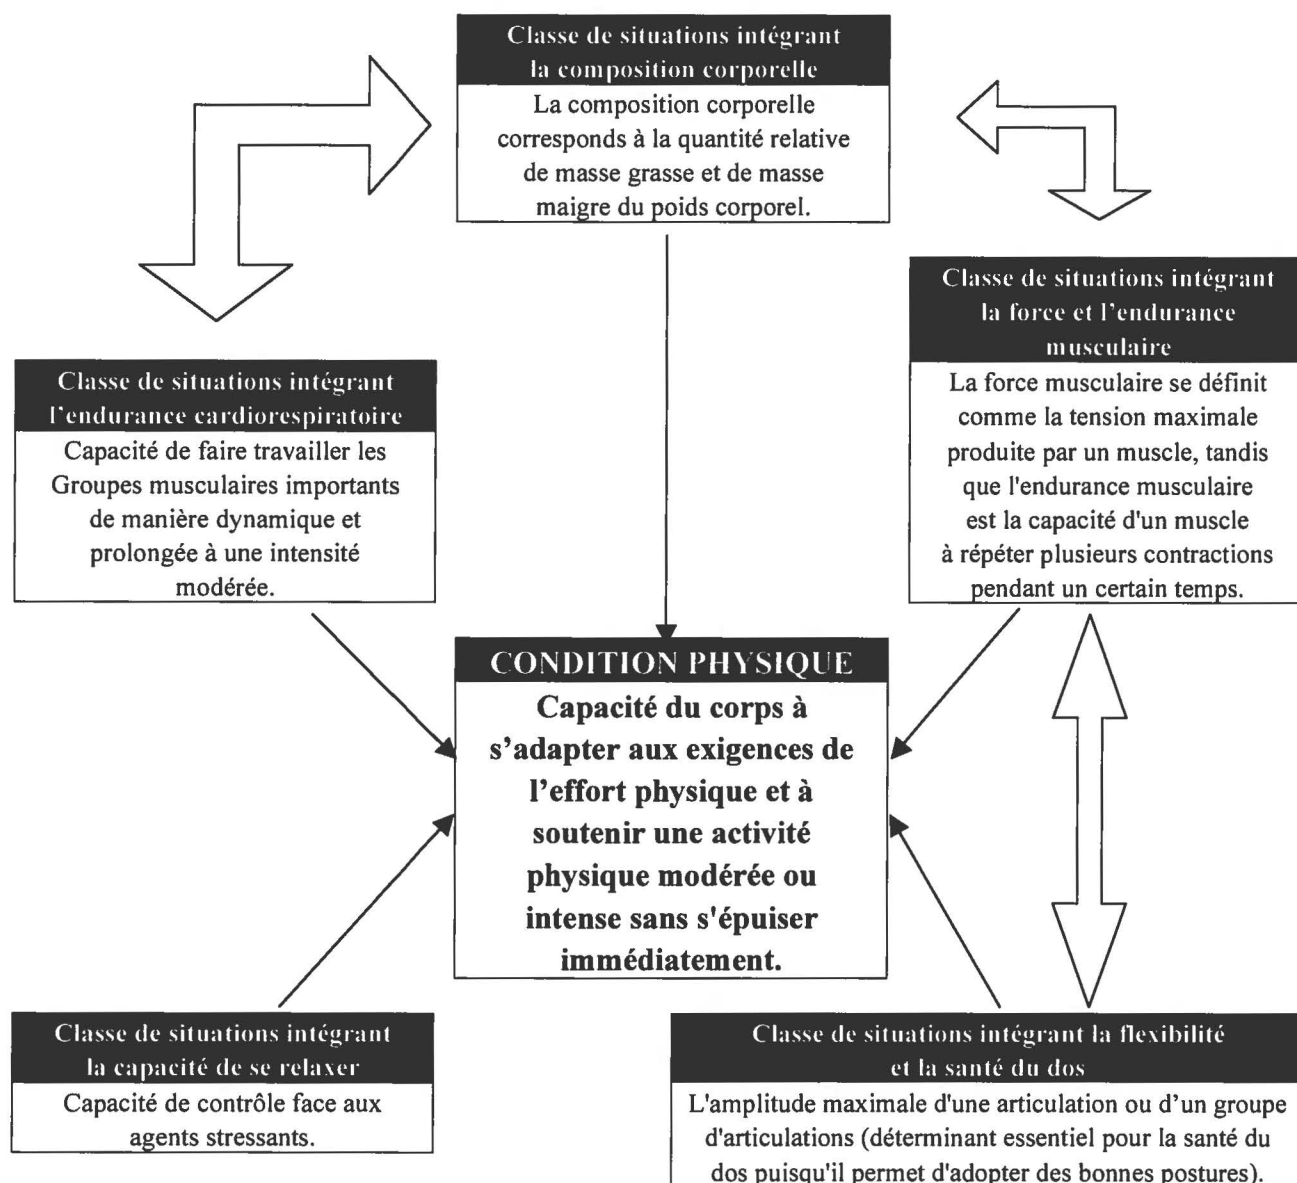 Classe de situations intégrant
la composition corporelle
La composition corporelle
corresponds à la quantité relative
de masse grasse et de masse
maigre du poids corporel.
Classe de situations intégrant
la force et l'endurance
musculaire
La force musculaire se définit
comme la tension maximale
produite par un muscle, tandis
que l'endurance musculaire
est la capacité d'un muscle
à répéter plusieurs contractions
pendant un certain temps.
Classe de situations intégrant
l'endurance cardiorespiratoire
Capacité de faire travailler les
Groupes musculaires importants
de manière dynamique et
prolongée à une intensité
modérée.
CONDITION PHYSIQUE
Capacité du corps à
s'adapter aux exigences de
l'effort physique et à
soutenir une activité
physique modérée ou
intense sans s'épuiser
immédiatement.
Classe de situations intégrant
la capacité de se relaxer
Capacité de contrôle face aux
agents stressants.
Classe de situations intégrant la flexibilité
et la santé du dos
L'amplitude maximale d'une articulation ou d'un groupe
d'articulations (déterminant essentiel pour la santé du
dos puisqu'il permet d'adopter des bonnes postures).